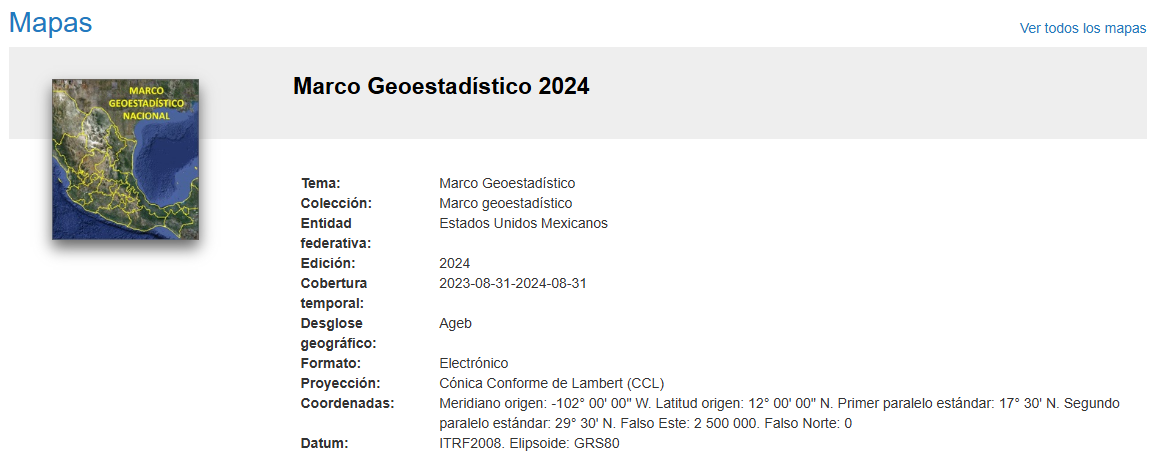 Mapas
Ver todos los mapas
MARCO
GEOESTADÍSTICO
NACIONAL
Marco Geoestadístico 2024
Tema: Marco Geoestadístico
Colección: Marco geoestadístico
Entidad federativa: Estados Unidos Mexicanos
Edición: 2024
Cobertura temporal: 2023-08-31-2024-08-31
Desglose geográfico: Ageb
Formato: Electrónico
Proyección: Cónica Conforme de Lambert (CCL)
Coordenadas: Meridiano origen: -102° 00' 00" W. Latitud origen: 12° 00' 00" N. Primer paralelo estándar: 17° 30' N. Segundo
paralelo estándar: 29° 30' N. Falso Este: 2 500 000. Falso Norte: 0
Datum: ITRF2008. Elipsoide: GRS80